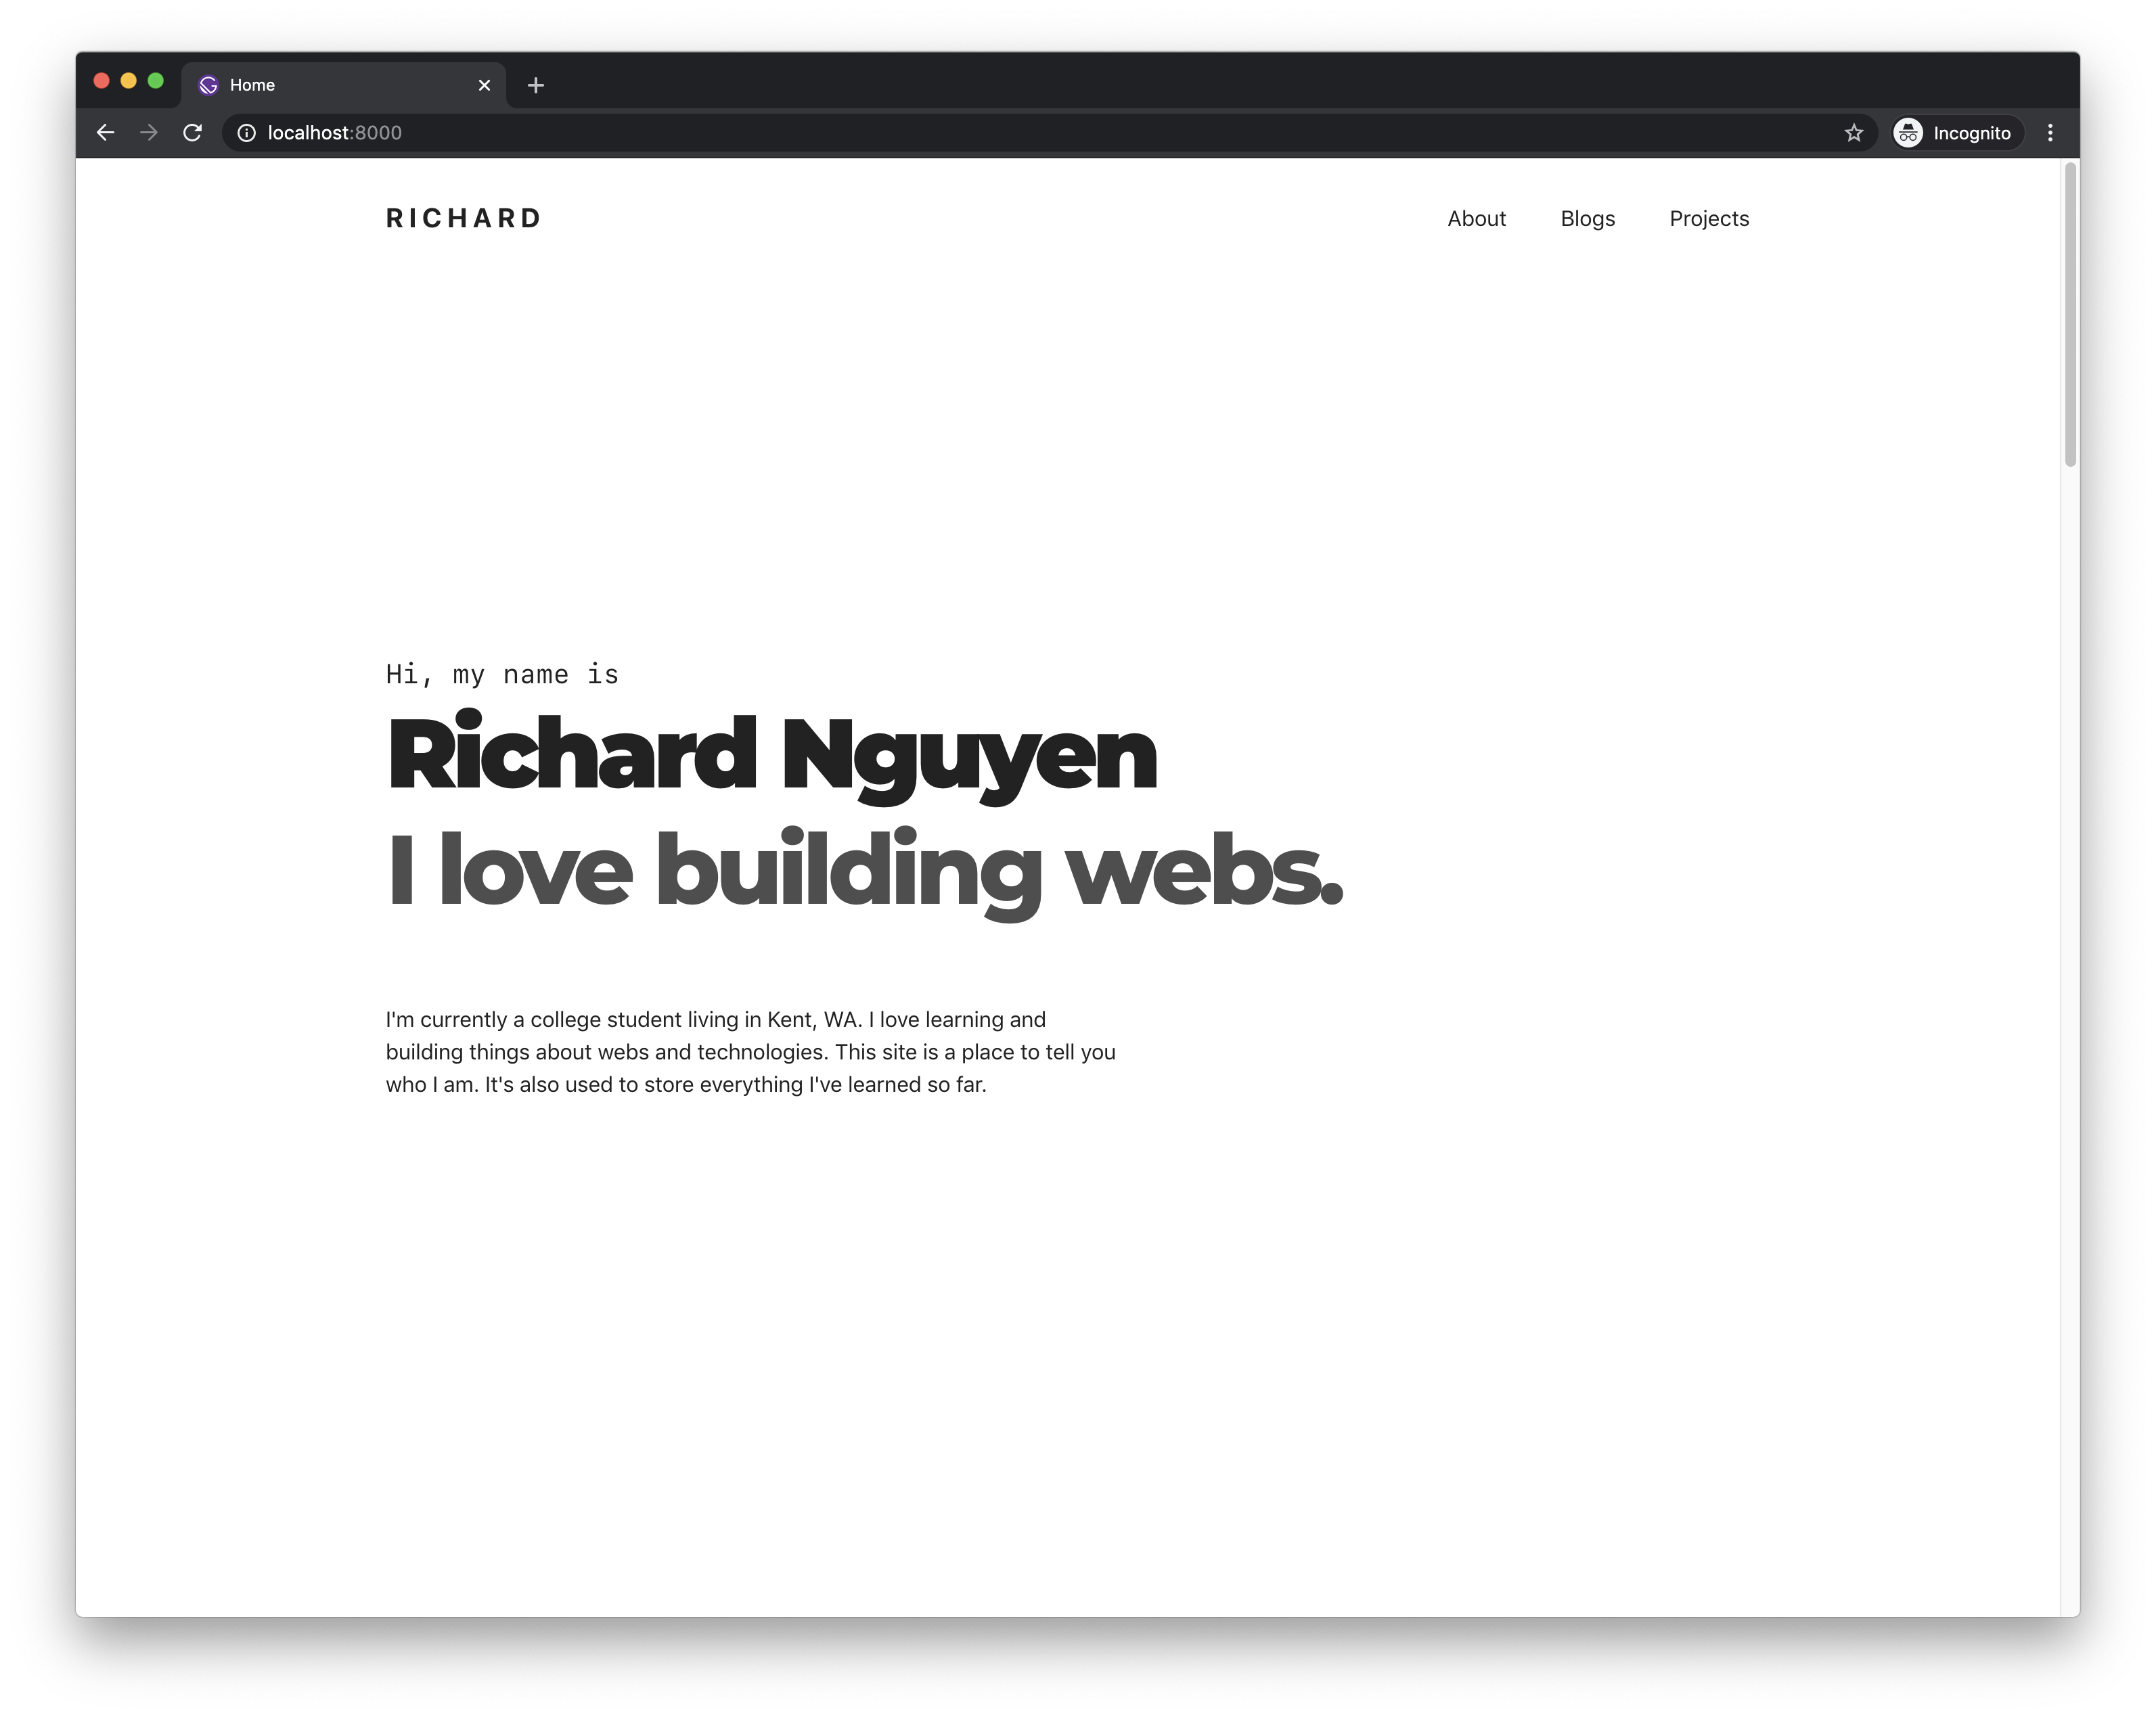 Home
localhost:8000
Incognito
RICHARD
About Blogs Projects
Hi, my name is
Richard Nguyen
I love building webs.
I'm currently a college student living in Kent, WA. I love learning and
building things about webs and technologies. This site is a place to tell you
who I am. It's also used to store everything I've learned so far.